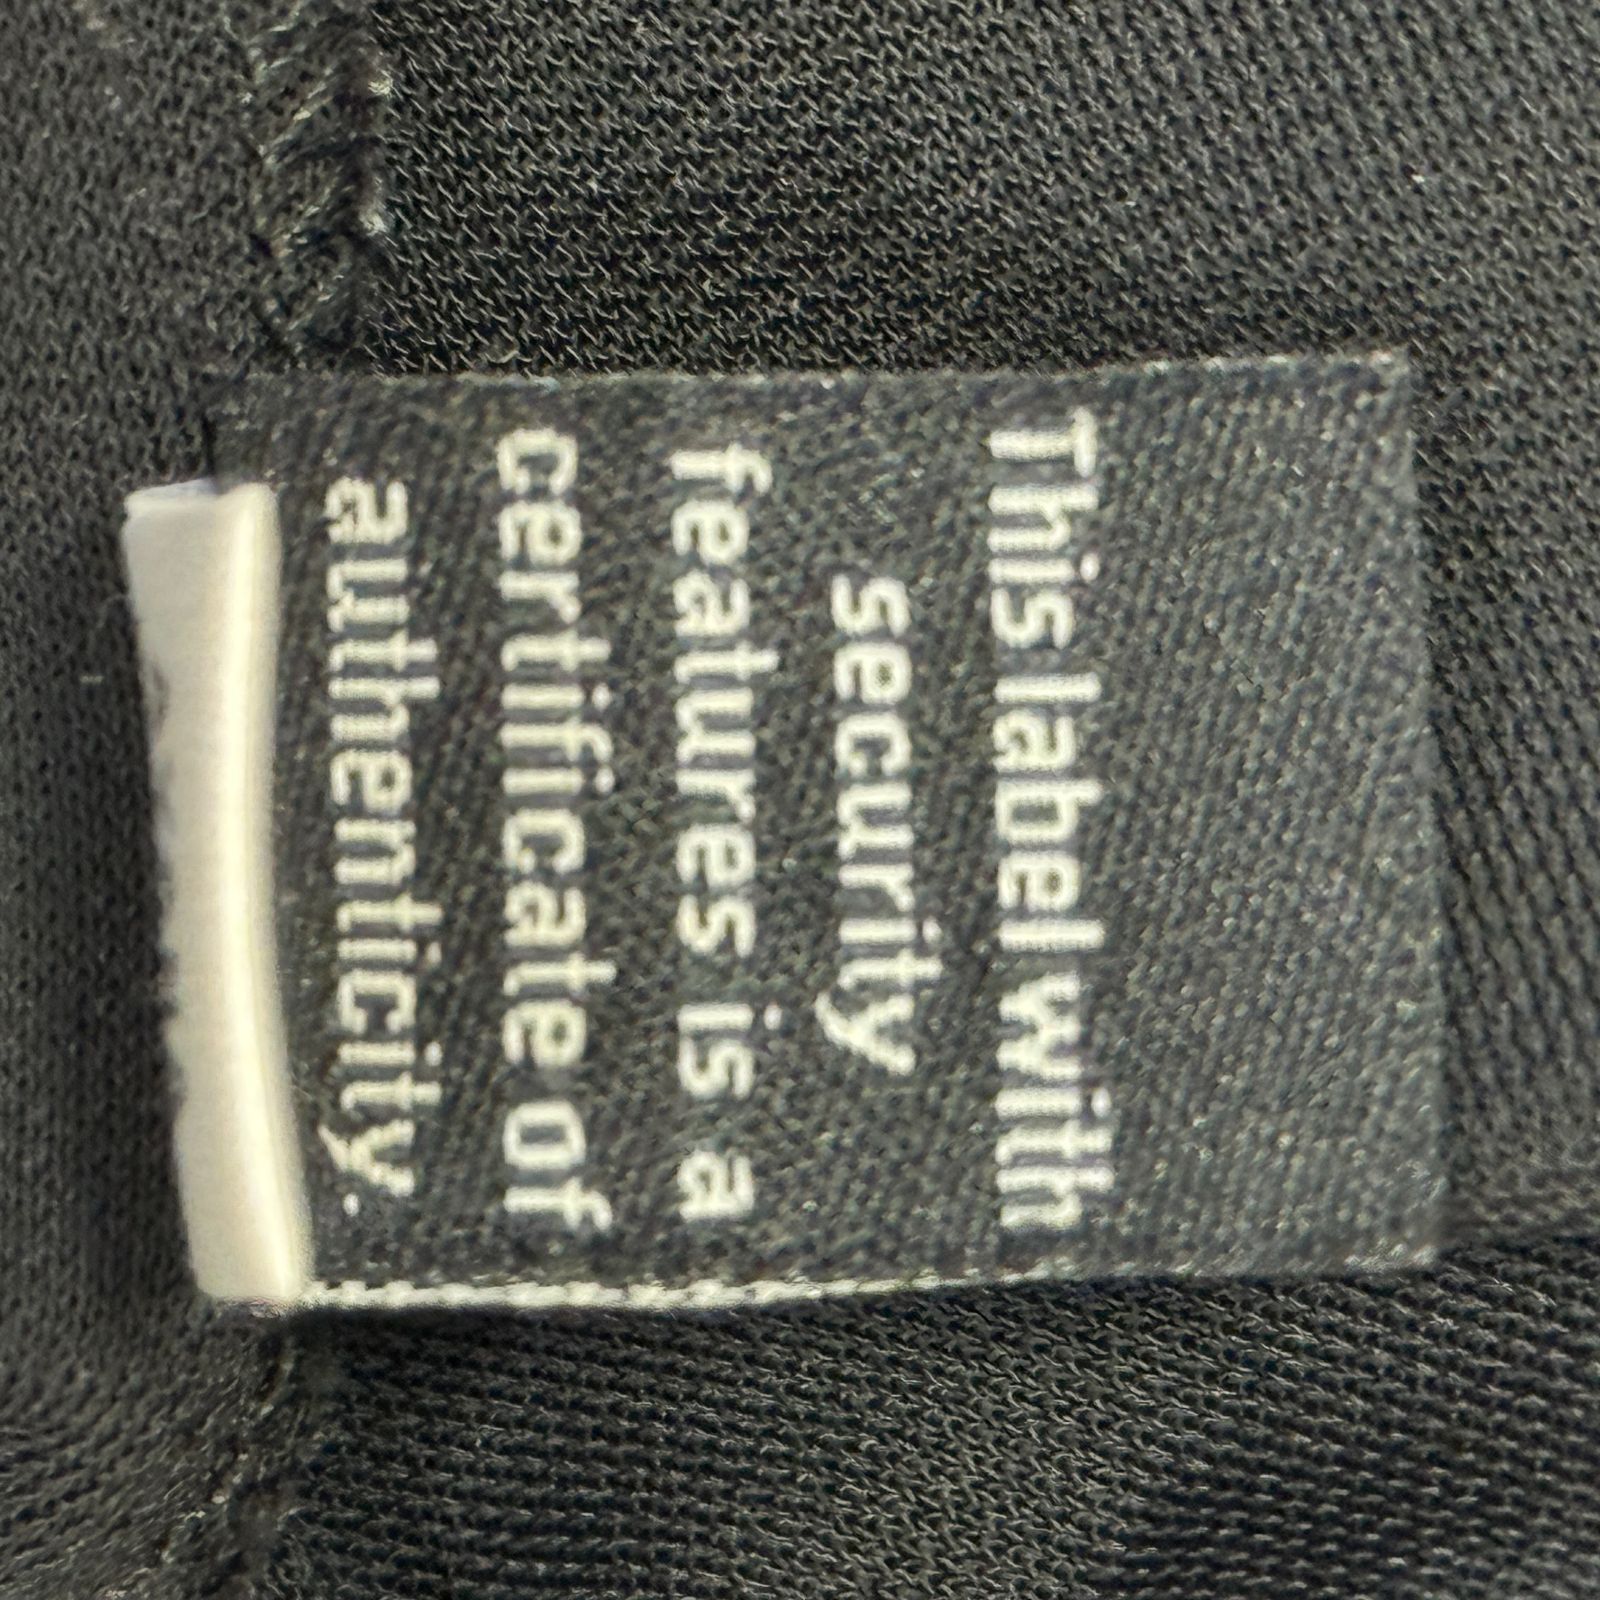 This label with
security
features is a
certificate of
authenticity.